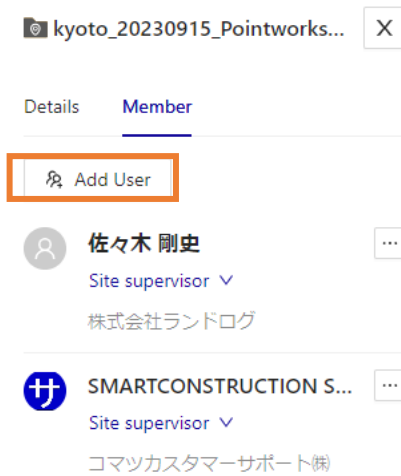 kyoto_20230915_Pointworks... X
Details Member
Add User
佐々木 剛史 ...
Site supervisor
株式会社ランドログ
サ SMARTCONSTRUCTION S... ...
Site supervisor
コマツカスタマーサポート㈱